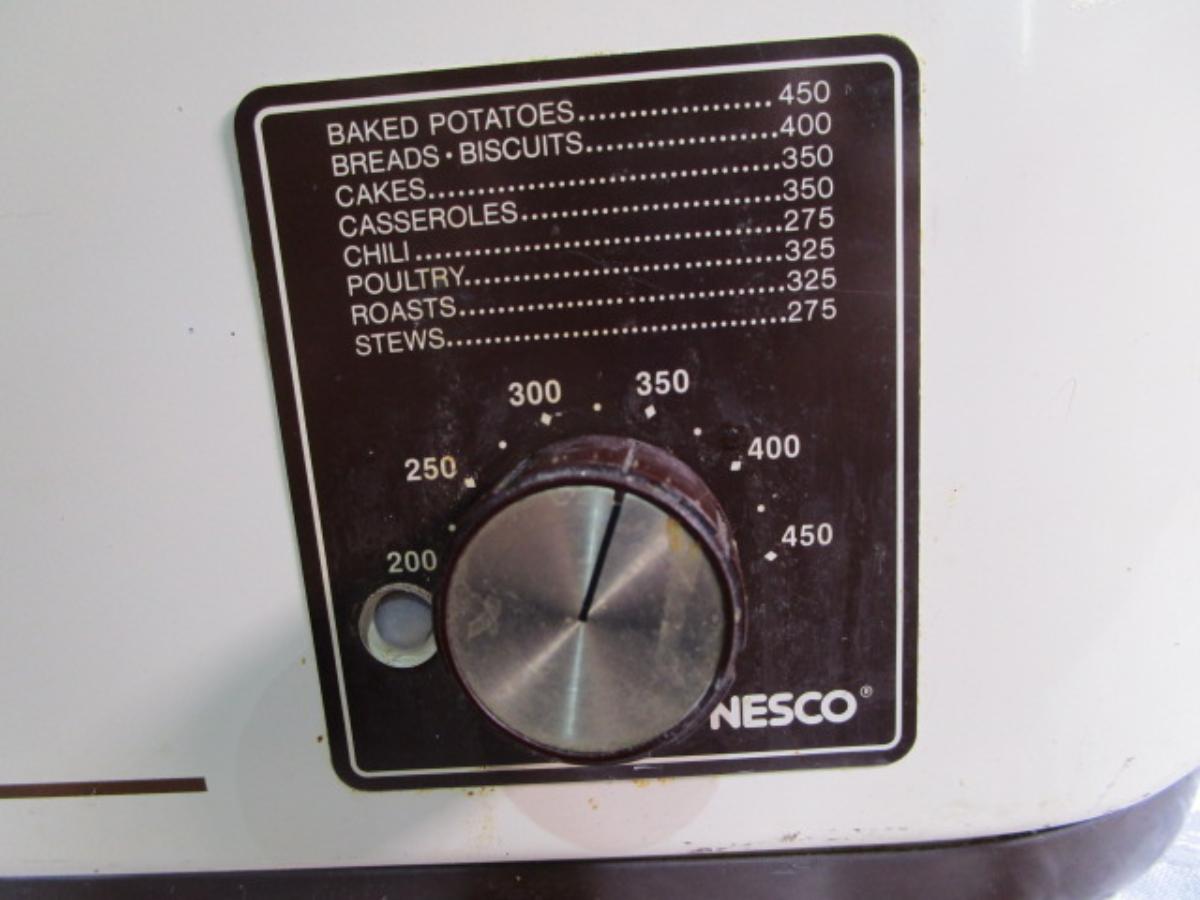 BAKED POTATOES.................. 450
BREADS · BISCUITS..................400
CAKES.................................350
CASSEROLES........................350
CHILI...................................275
POULTRY..............................325
ROASTS...............................325
STEWS................................275
300 350
250 400
200 450
NESCO®